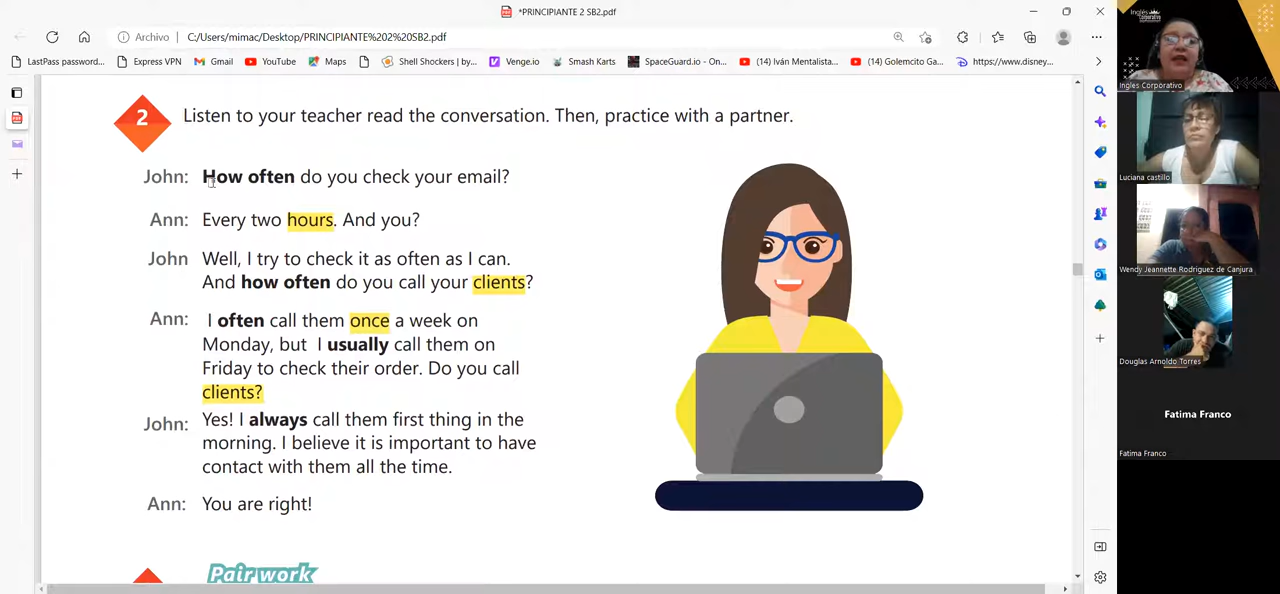 *PRINCIPIANTE 2 SB2.pdf
Archivo | C:/Users/mimac/Desktop/PRINCIPIANTE%202%20SB2.pdf
LastPass password... Express VPN Gmail YouTube Maps Shell Shockers | by... Venge.io Smash Karts SpaceGuard.io - On... (14) Iván Mentalista... (14) Golemcito Ga... https://www.disney...
2 Listen to your teacher read the conversation. Then, practice with a partner.
John: How often do you check your email?
Ann: Every two hours. And you?
John Well, I try to check it as often as I can.
And how often do you call your clients?
Ann: I often call them once a week on
Monday, but I usually call them on
Friday to check their order. Do you call
clients?
John: Yes! I always call them first thing in the
morning. I believe it is important to have
contact with them all the time.
Ann: You are right!
Pair work
Inglés
Corporativo
Ingles Corporativo
Luciana castillo
Wendy Jeannette Rodriguez de Canjura
Douglas Arnoldo Torres
Fatima Franco
Fatima Franco